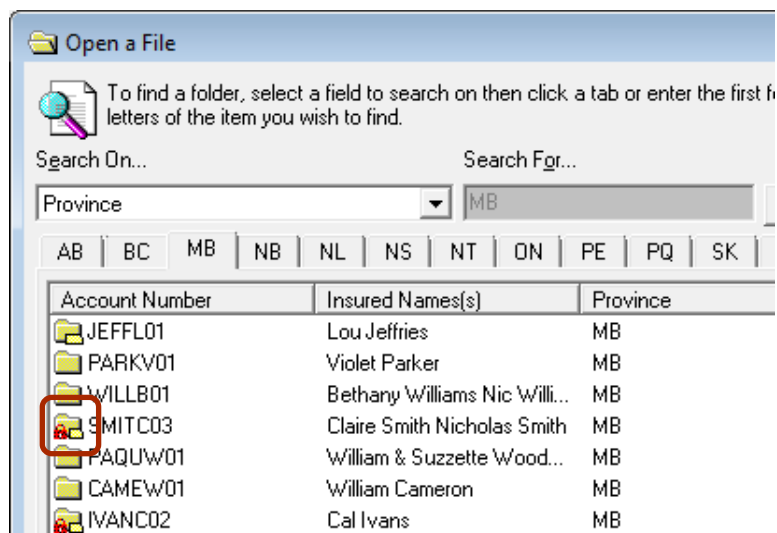 Open a File
To find a folder, select a field to search on then click a tab or enter the first
letters of the item you wish to find.
Search On... Search For...
Province MB
AB BC MB NB NL NS NT ON PE PQ SK
Account Number Insured Names(s) Province
JEFFL01 Lou Jeffries MB
PARKV01 Violet Parker MB
WILLB01 Bethany Williams Nic Willi... MB
SMITC03 Claire Smith Nicholas Smith MB
PAQUW01 William & Suzzette Wood... MB
CAMEW01 William Cameron MB
IVANC02 Cal Ivans MB